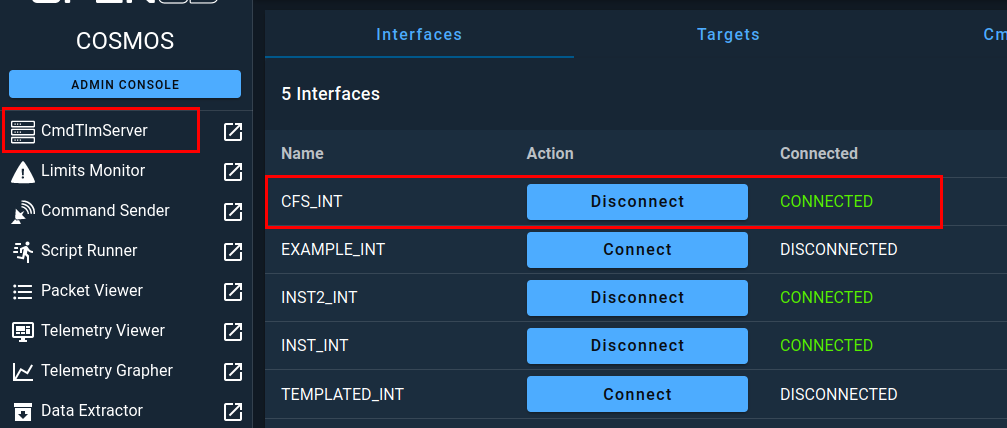 COSMOS
ADMIN CONSOLE
CmdTlmServer
Limits Monitor
Command Sender
Script Runner
Packet Viewer
Telemetry Viewer
Telemetry Grapher
Data Extractor
Interfaces Targets Cm
5 Interfaces
Name Action Connected
CFS_INT Disconnect CONNECTED
EXAMPLE_INT Connect DISCONNECTED
INST2_INT Disconnect CONNECTED
INST_INT Disconnect CONNECTED
TEMPLATED_INT Connect DISCONNECTED